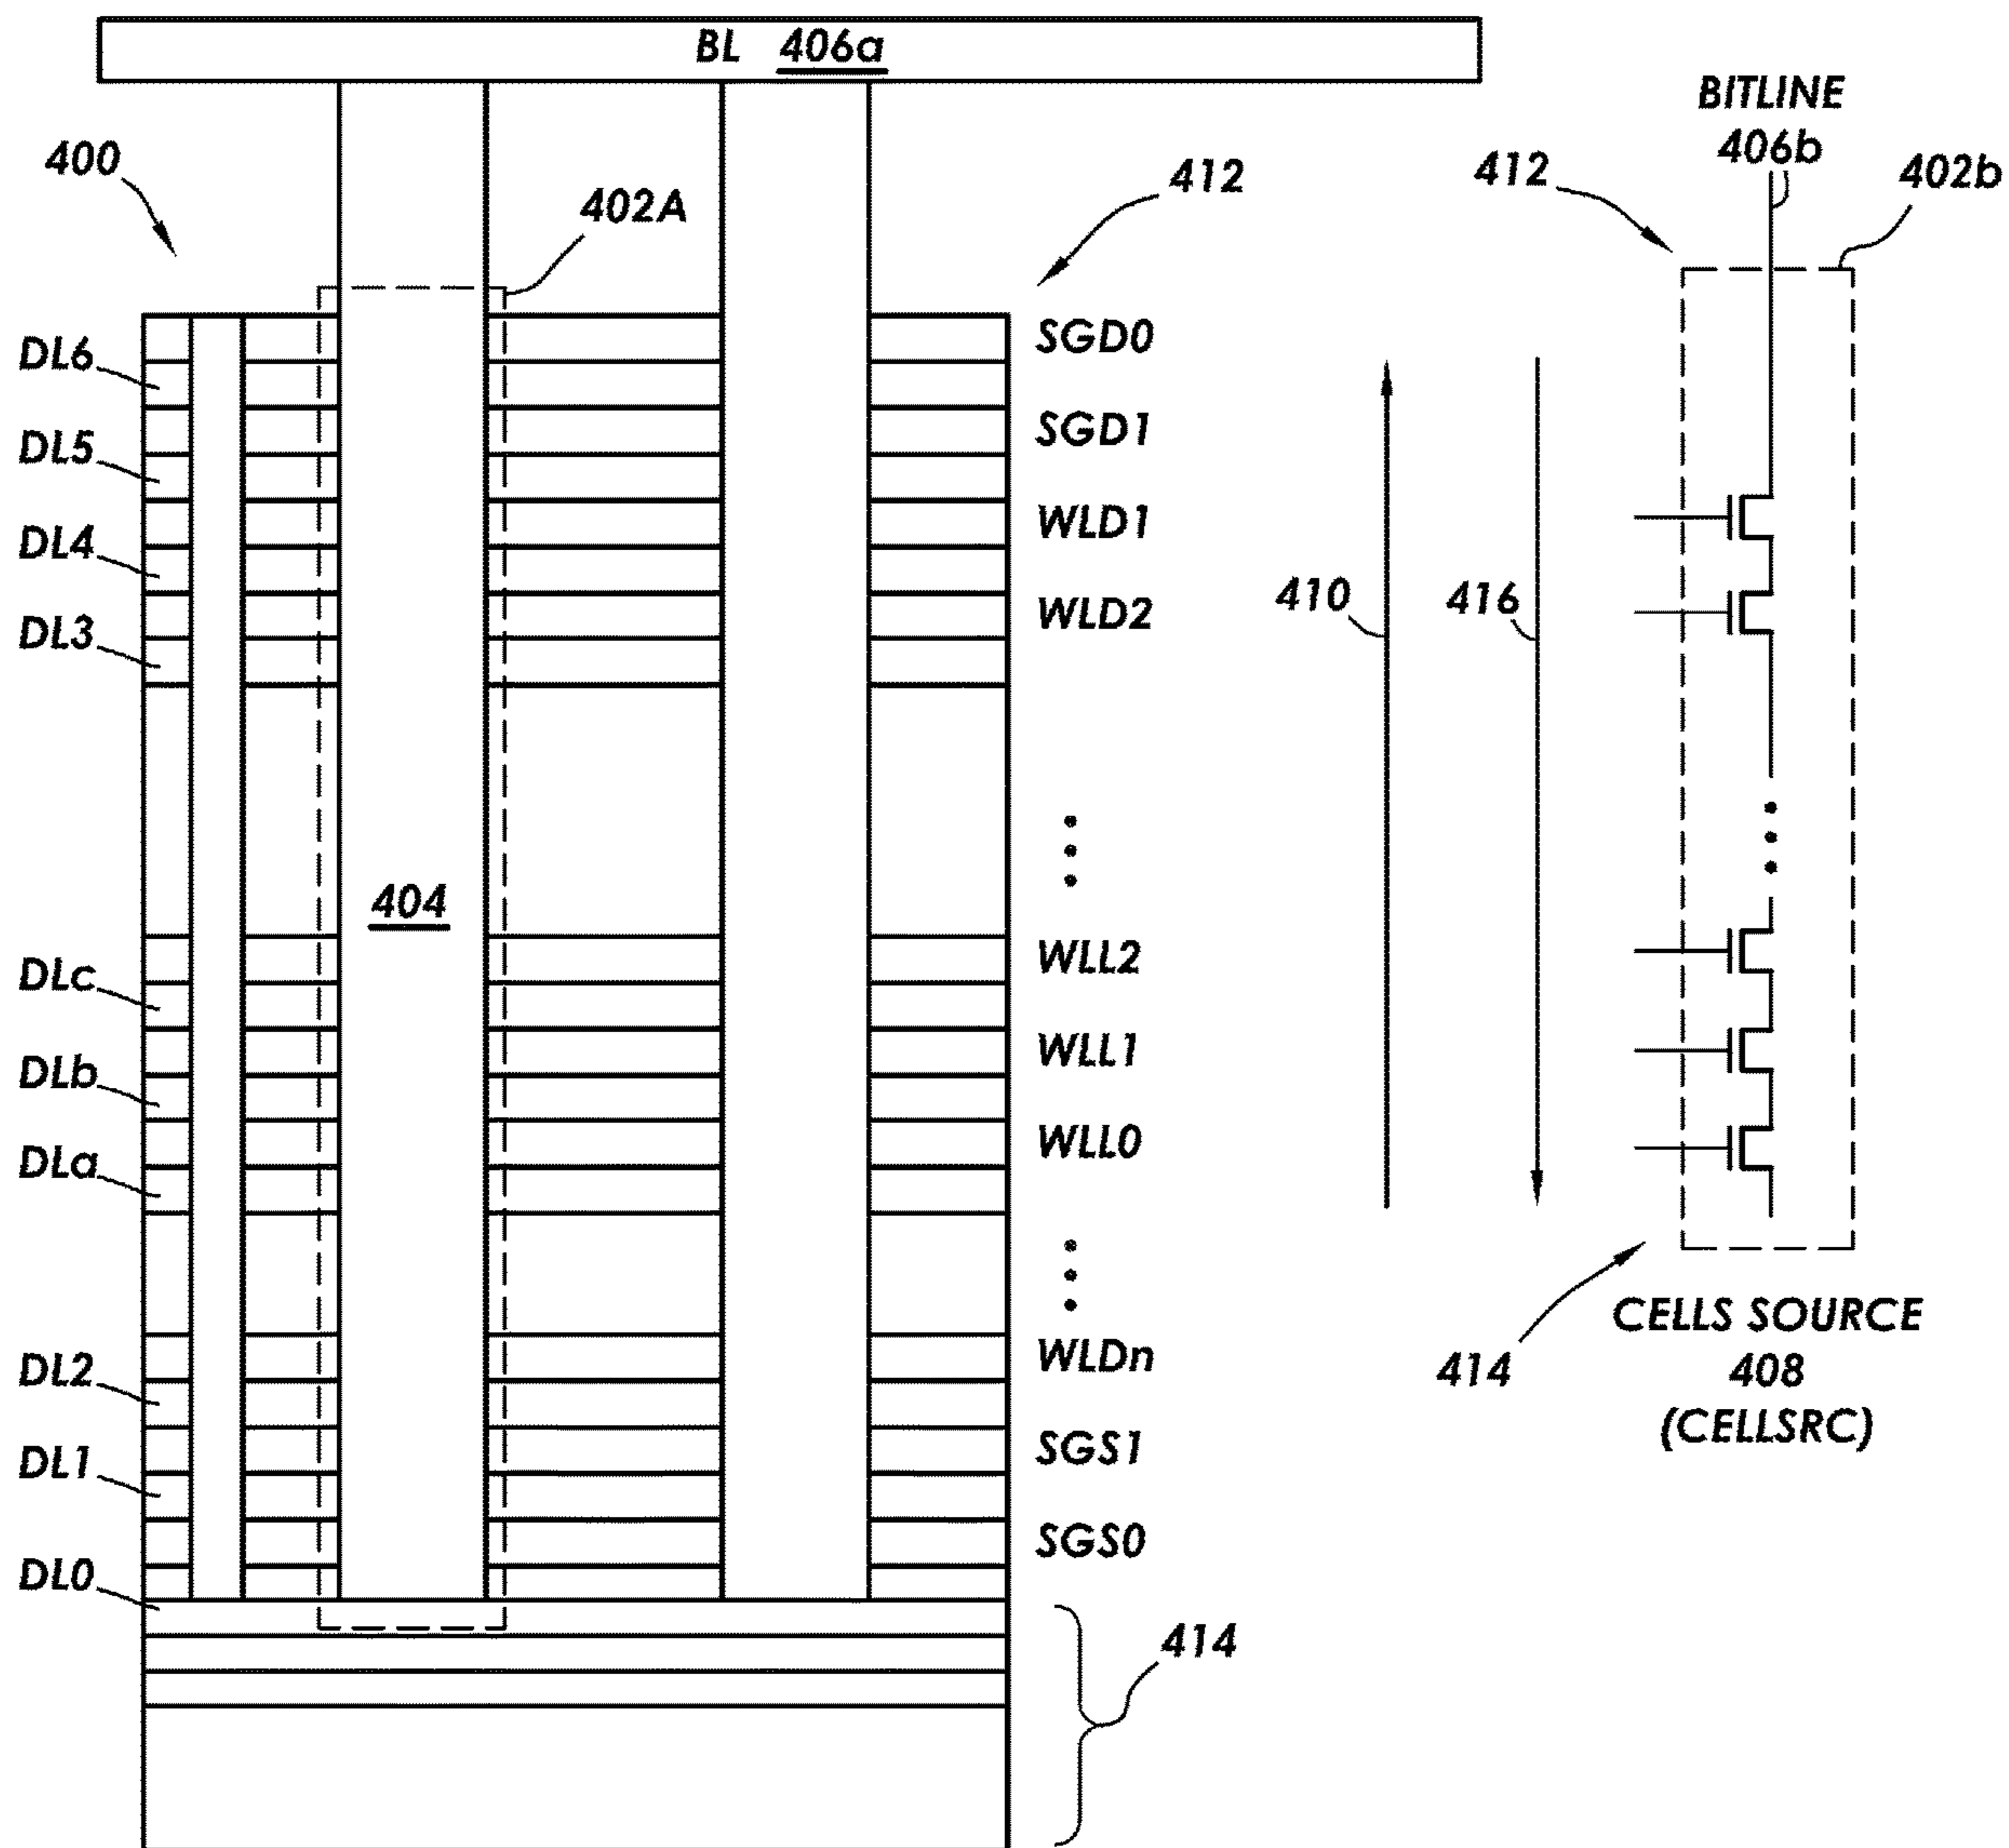 BL 406a
BITLINE
406b
400
402A
412
412
402b
DL6
DL5
DL4
DL3
DLc
DLb
DLa
DL2
DL1
DL0
404
SGD0
SGD1
WLD1
WLD2
WLL2
WLL1
WLL0
WLDn
SGS1
SGS0
414
410
416
414
CELLS SOURCE
408
(CELLSRC)